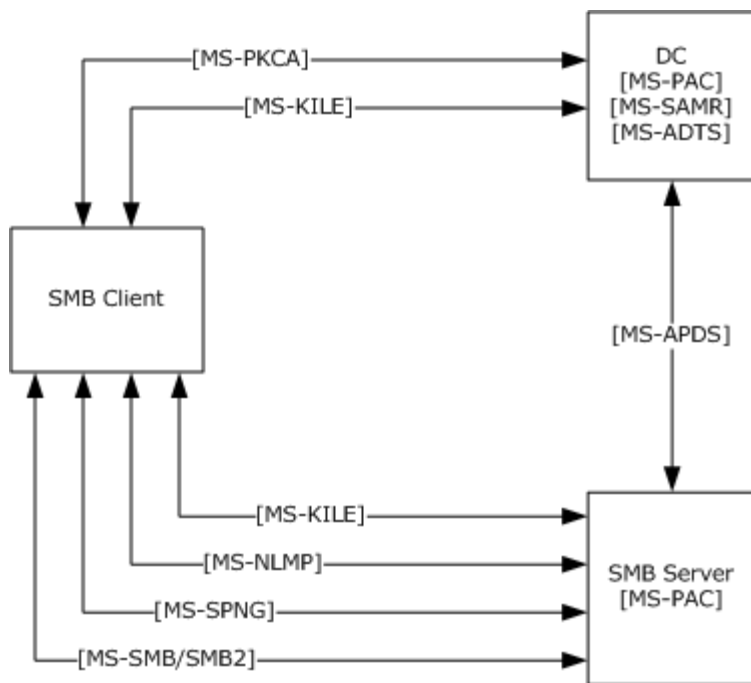 [MS-PKCA]
DC
[MS-PAC]
[MS-SAMR]
[MS-ADTS]
[MS-KILE]
SMB Client
[MS-APDS]
[MS-KILE]
[MS-NLMP]
SMB Server
[MS-PAC]
[MS-SPNG]
[MS-SMB/SMB2]